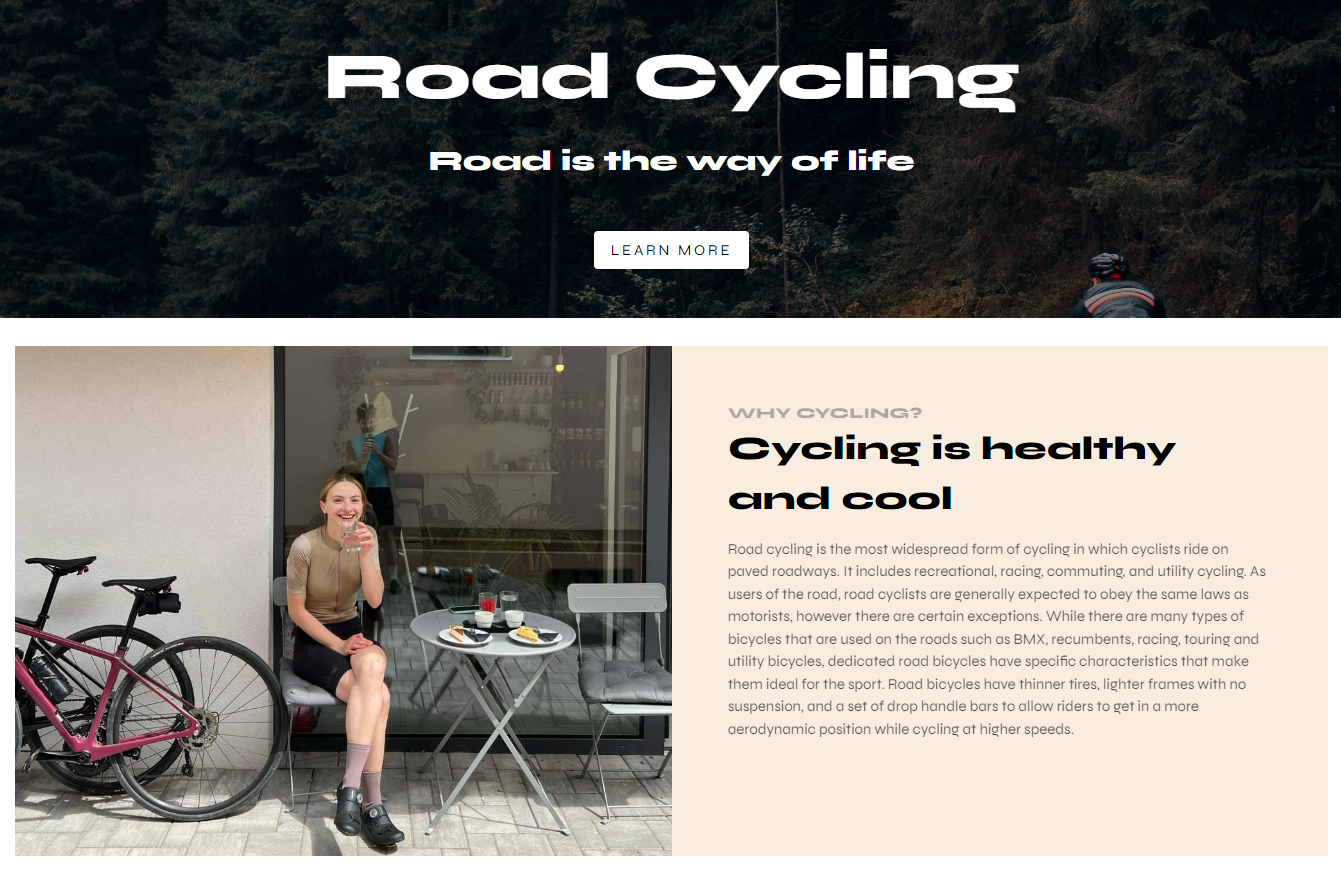 Road Cycling
Road is the way of life
LEARN MORE
WHY CYCLING?
Cycling is healthy
and cool
Road cycling is the most widespread form of cycling in which cyclists ride on
paved roadways. It includes recreational, racing, commuting, and utility cycling. As
users of the road, road cyclists are generally expected to obey the same laws as
motorists, however there are certain exceptions. While there are many types of
bicycles that are used on the roads such as BMX, recumbents, racing, touring and
utility bicycles, dedicated road bicycles have specific characteristics that make
them ideal for the sport. Road bicycles have thinner tires, lighter frames with no
suspension, and a set of drop handle bars to allow riders to get in a more
aerodynamic position while cycling at higher speeds.